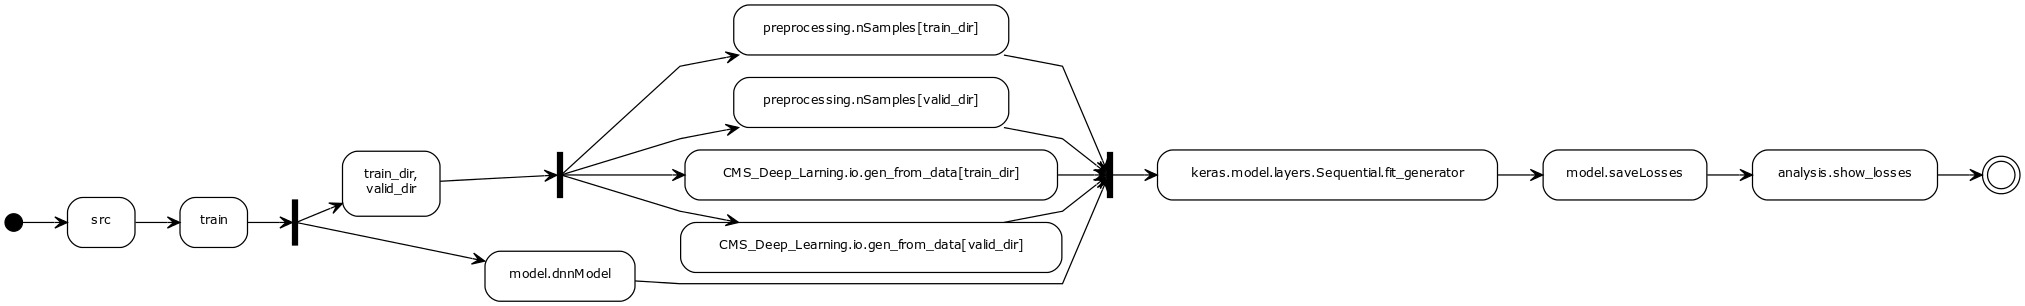 src
train
train_dir,
valid_dir
model.dnnModel
preprocessing.nSamples[train_dir]
preprocessing.nSamples[valid_dir]
CMS_Deep_Larning.io.gen_from_data[train_dir]
CMS_Deep_Learning.io.gen_from_data[valid_dir]
keras.model.layers.Sequential.fit_generator
model.saveLosses
analysis.show_losses